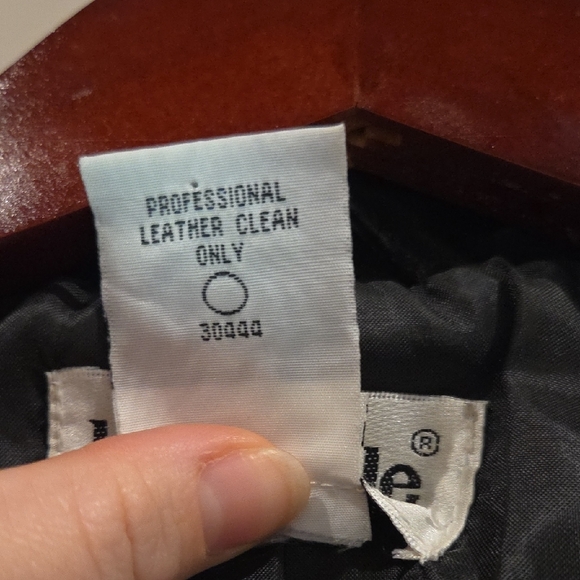 PROFESSIONAL
LEATHER CLEAN
ONLY
30444
®